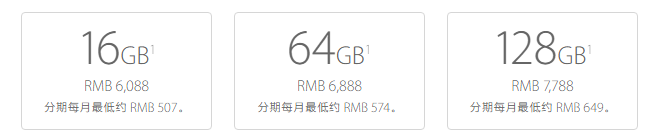 16GB1
RMB 6,088
分期每月最低约 RMB 507。
64GB1
RMB 6,888
分期每月最低约 RMB 574。
128GB1
RMB 7,788
分期每月最低约 RMB 649。